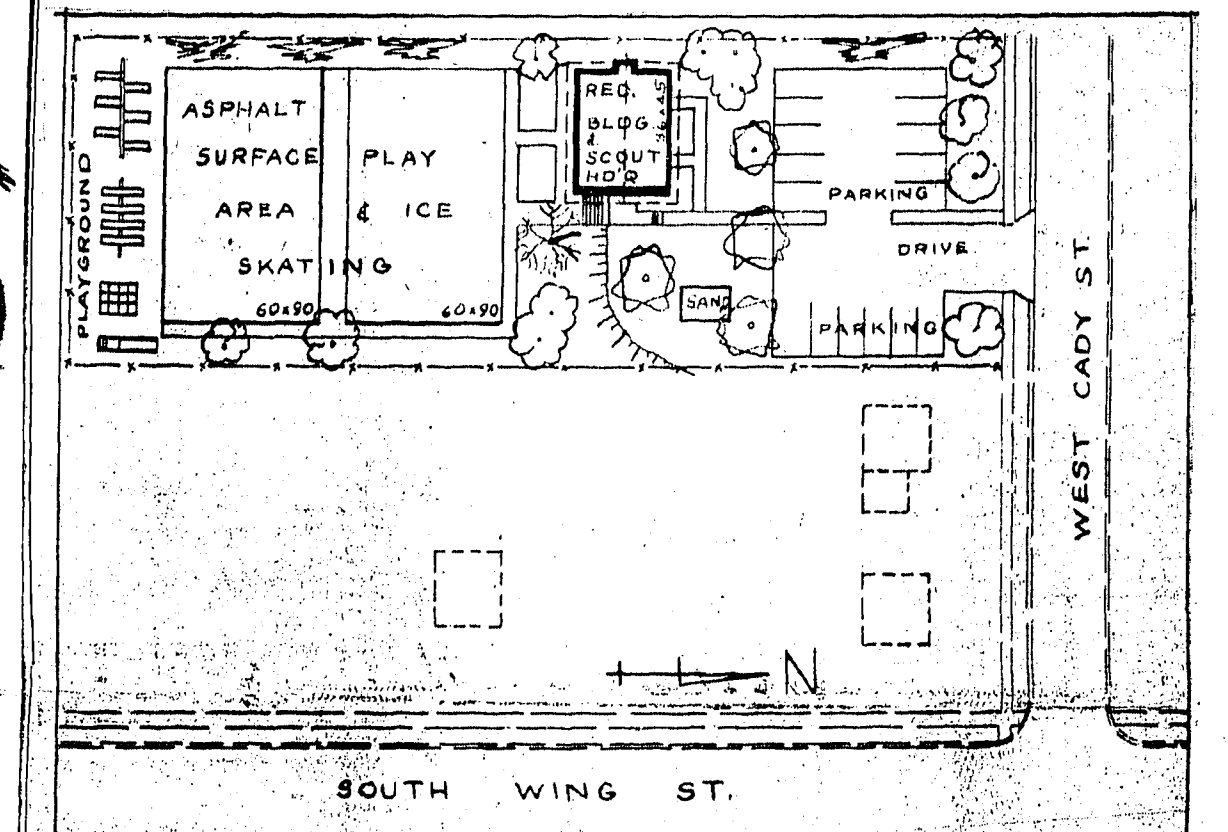 PLAYGROUND
ASPHALT
SURFACE PLAY
AREA & ICE
SKATING
60x90
60x90
REC.
BLDG
&
SCOUT
HD'Q
36x45
SAND
PARKING
DRIVE
PARKING
WEST CADY ST.
N
SOUTH WING ST.